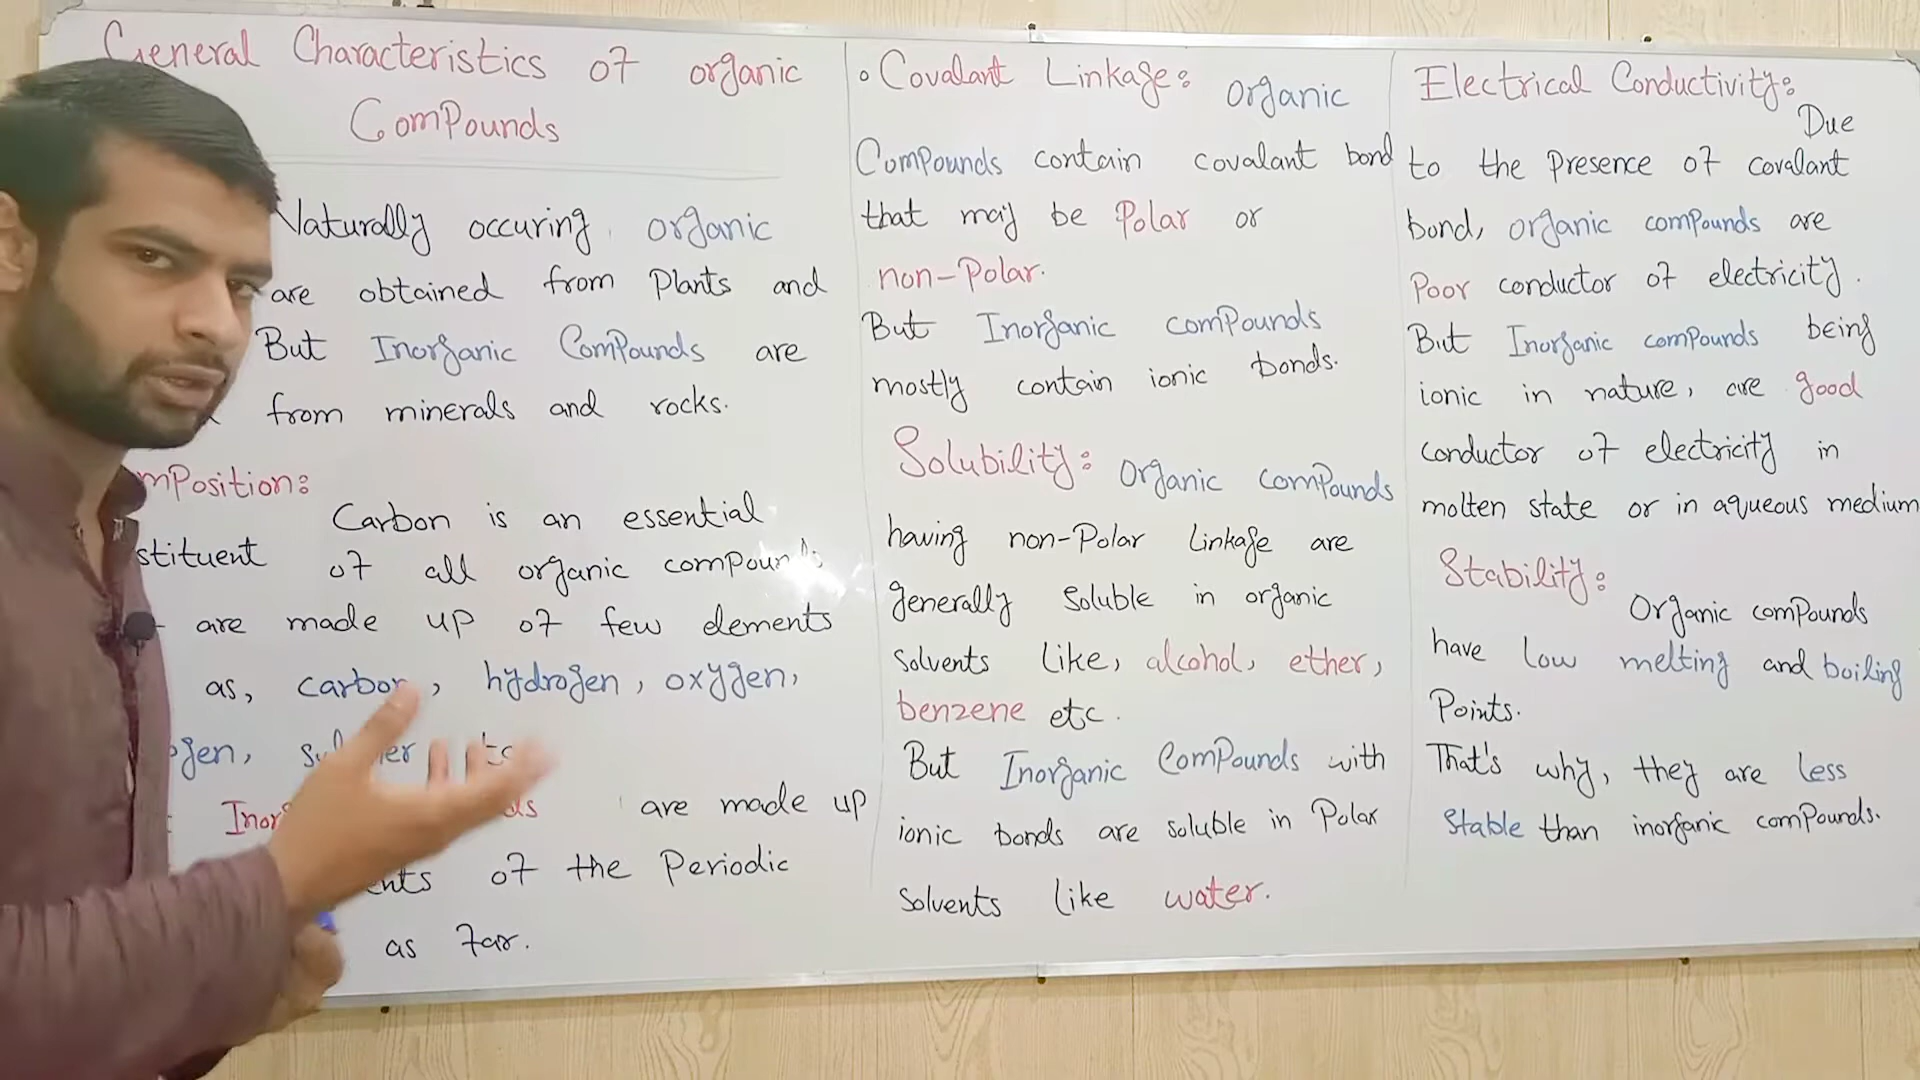 General Characteristics of organic
Compounds
Naturally occuring organic
are obtained from Plants and
But Inorganic Compounds are
from minerals and rocks.
mPosition:
Carbon is an essential
stituent of all organic compounds
are made up of few elements
as, carbon, hydrogen, oxygen,
gen,
are made up
ents of the Periodic
as far.
Covalant Linkage: Organic
Compounds contain covalant bond
that may be Polar or
non-Polar.
But Inorganic compounds
mostly contain ionic bonds.
Solubility: Organic compounds
having non-Polar Linkage are
generally soluble in organic
solvents like, alcohol, ether,
benzene etc.
But Inorganic Compounds with
ionic bonds are soluble in Polar
solvents like water.
Electrical Conductivity:
Due
to the presence of covalant
bond, organic compounds are
Poor conductor of electricity.
But Inorganic compounds being
ionic in nature, are good
conductor of electricity in
molten state or in aqueous medium
Stability:
Organic compounds
have low melting and boiling
Points.
That's why, they are less
stable than inorganic compounds.